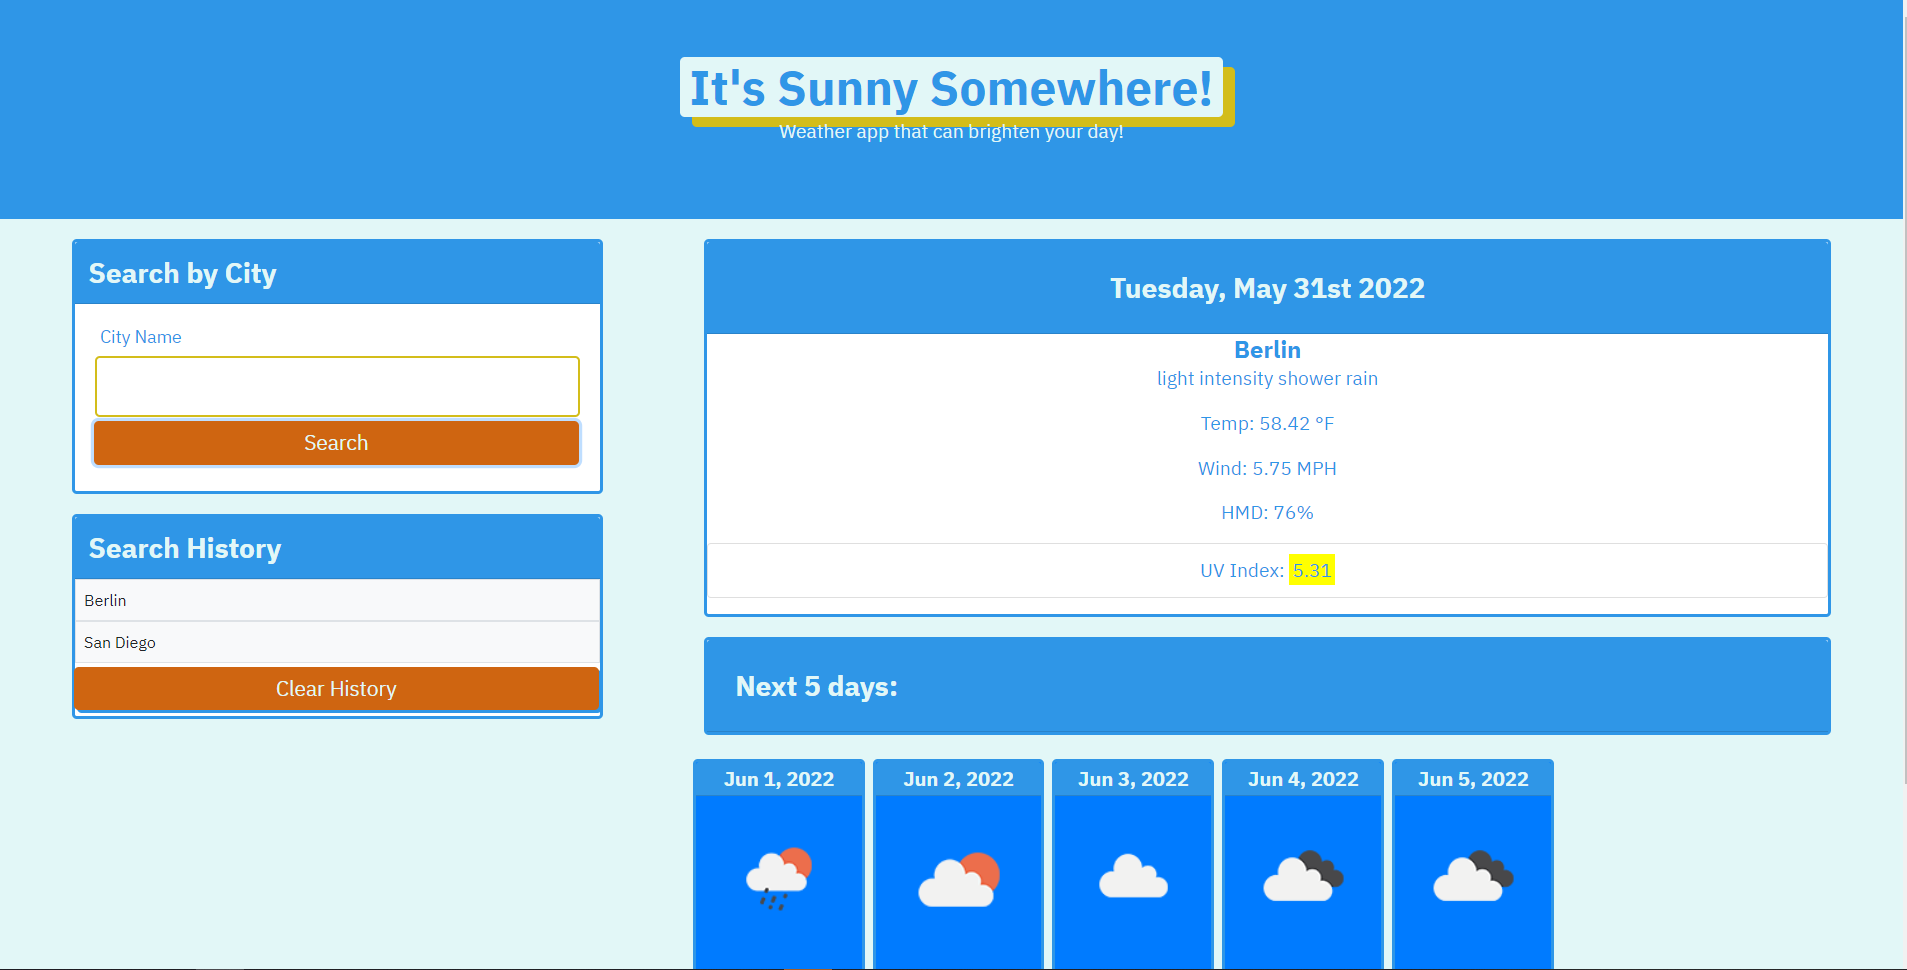 It's Sunny Somewhere!
Weather app that can brighten your day!
Search by City
City Name
Search
Search History
Berlin
San Diego
Clear History
Tuesday, May 31st 2022
Berlin
light intensity shower rain
Temp: 58.42 °F
Wind: 5.75 MPH
HMD: 76%
UV Index: 5.31
Next 5 days:
Jun 1, 2022
Jun 2, 2022
Jun 3, 2022
Jun 4, 2022
Jun 5, 2022